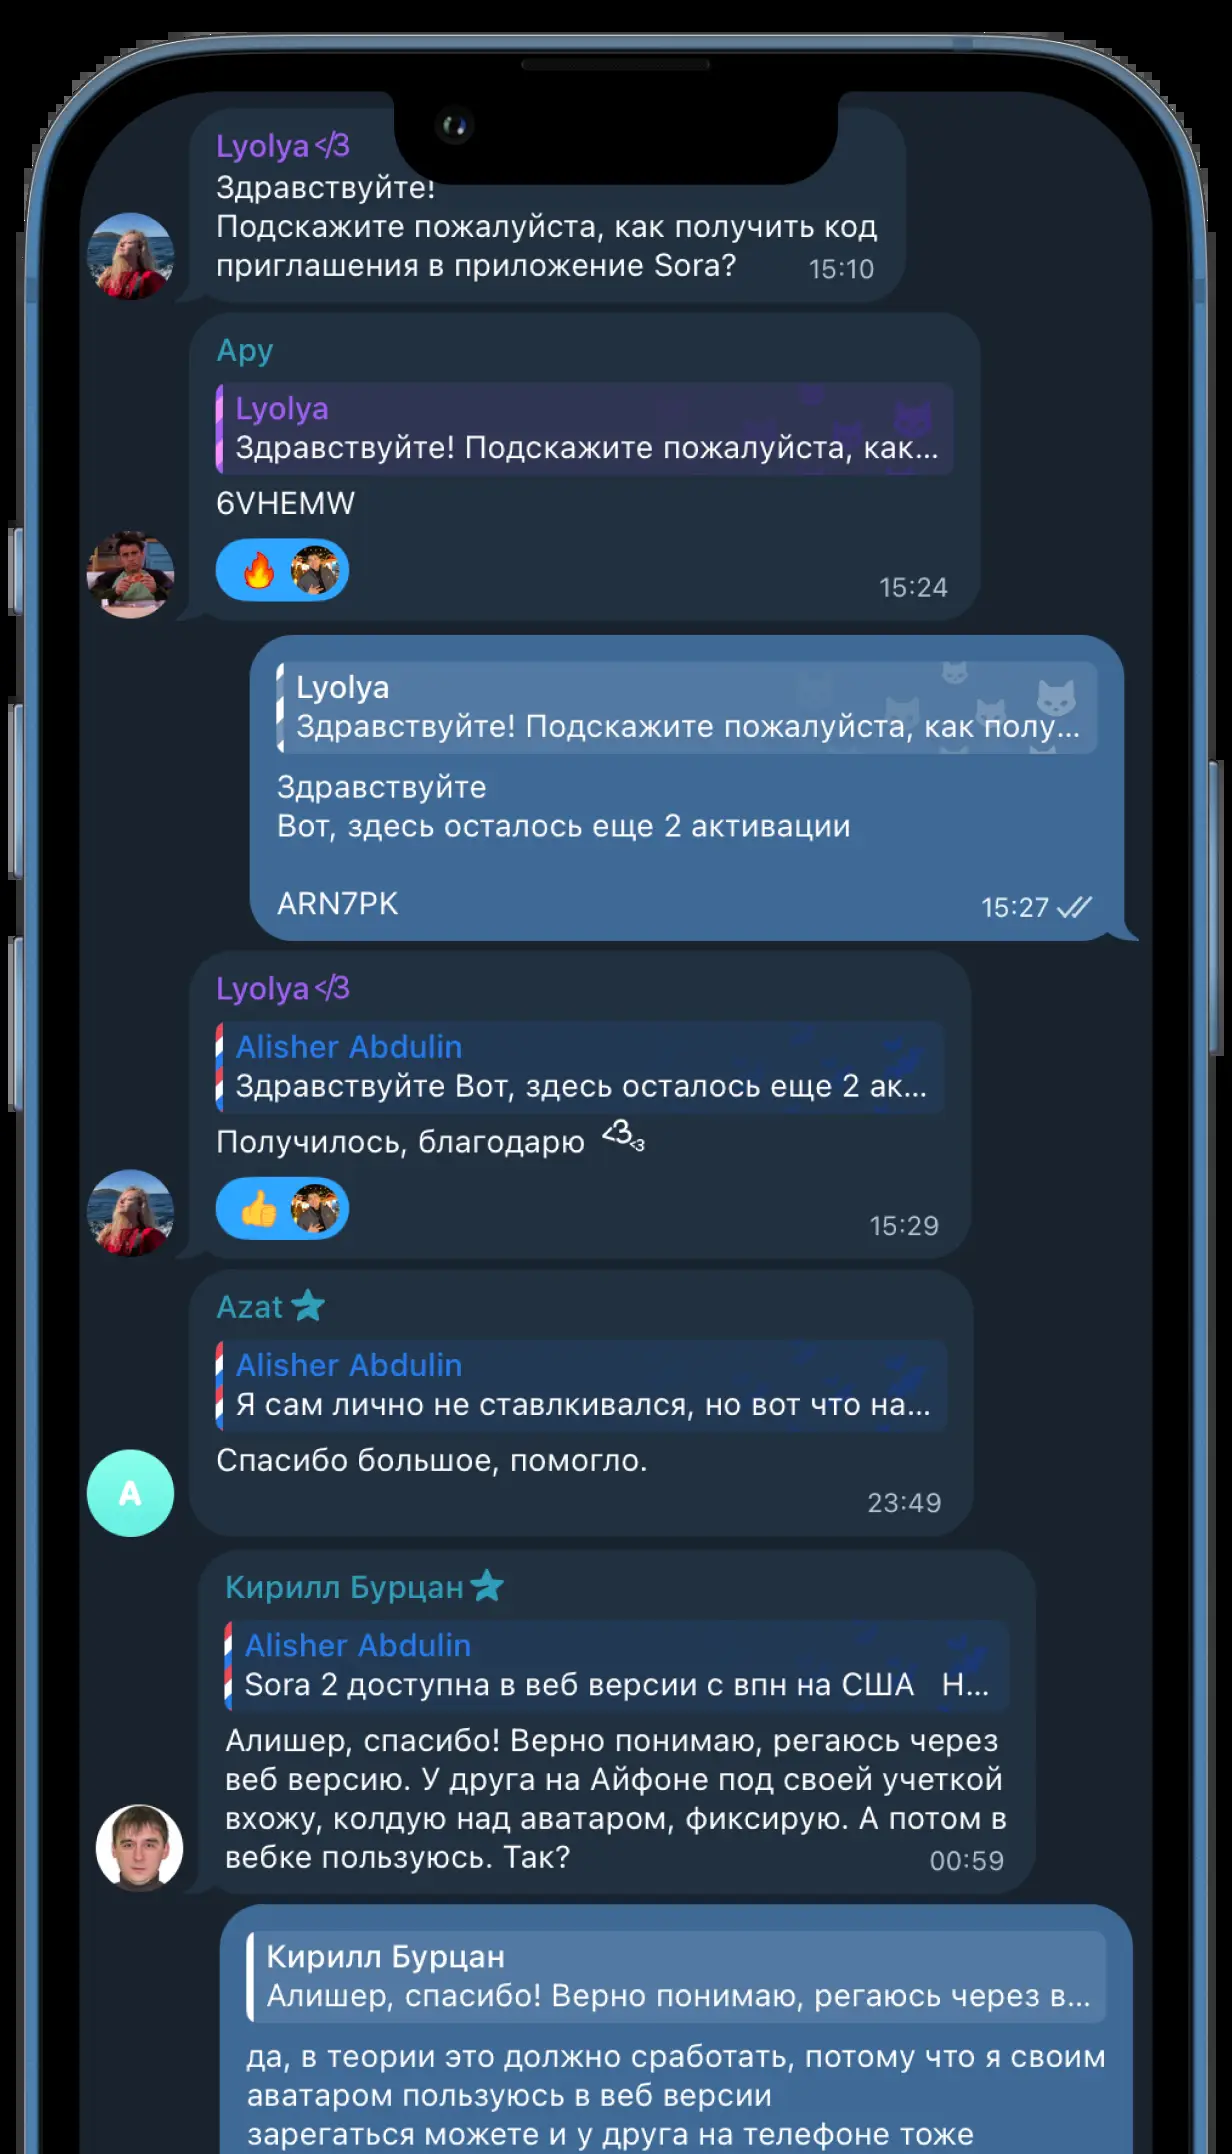 Lyolya </3
Здравствуйте!
Подскажите пожалуйста, как получить код
приглашения в приложение Sora?
15:10
Ару
Lyolya
Здравствуйте! Подскажите пожалуйста, как...
6VHEMW
15:24
Lyolya
Здравствуйте! Подскажите пожалуйста, как полу...
Здравствуйте
Вот, здесь осталось еще 2 активации
ARN7PK
15:27
Lyolya </3
Alisher Abdulin
Здравствуйте Вот, здесь осталось еще 2 ак...
Получилось, благодарю <3 <3
15:29
Azat
Alisher Abdulin
Я сам лично не ставлкивался, но вот что на...
Спасибо большое, помогло.
A
23:49
Кирилл Бурцан
Alisher Abdulin
Sora 2 доступна в веб версии с впн на США Н...
Алишер, спасибо! Верно понимаю, регаюсь через
веб версию. У друга на Айфоне под своей учеткой
вхожу, колдую над аватаром, фиксирую. А потом в
вебке пользуюсь. Так?
00:59
Кирилл Бурцан
Алишер, спасибо! Верно понимаю, регаюсь через в...
да, в теории это должно сработать, потому что я своим
аватаром пользуюсь в веб версии
зарегаться можете и у друга на телефоне тоже